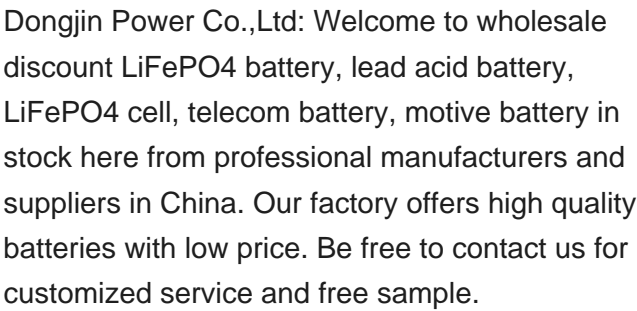 Dongjin Power Co.,Ltd: Welcome to wholesale
discount LiFePO4 battery, lead acid battery,
LiFePO4 cell, telecom battery, motive battery in
stock here from professional manufacturers and
suppliers in China. Our factory offers high quality
batteries with low price. Be free to contact us for
customized service and free sample.